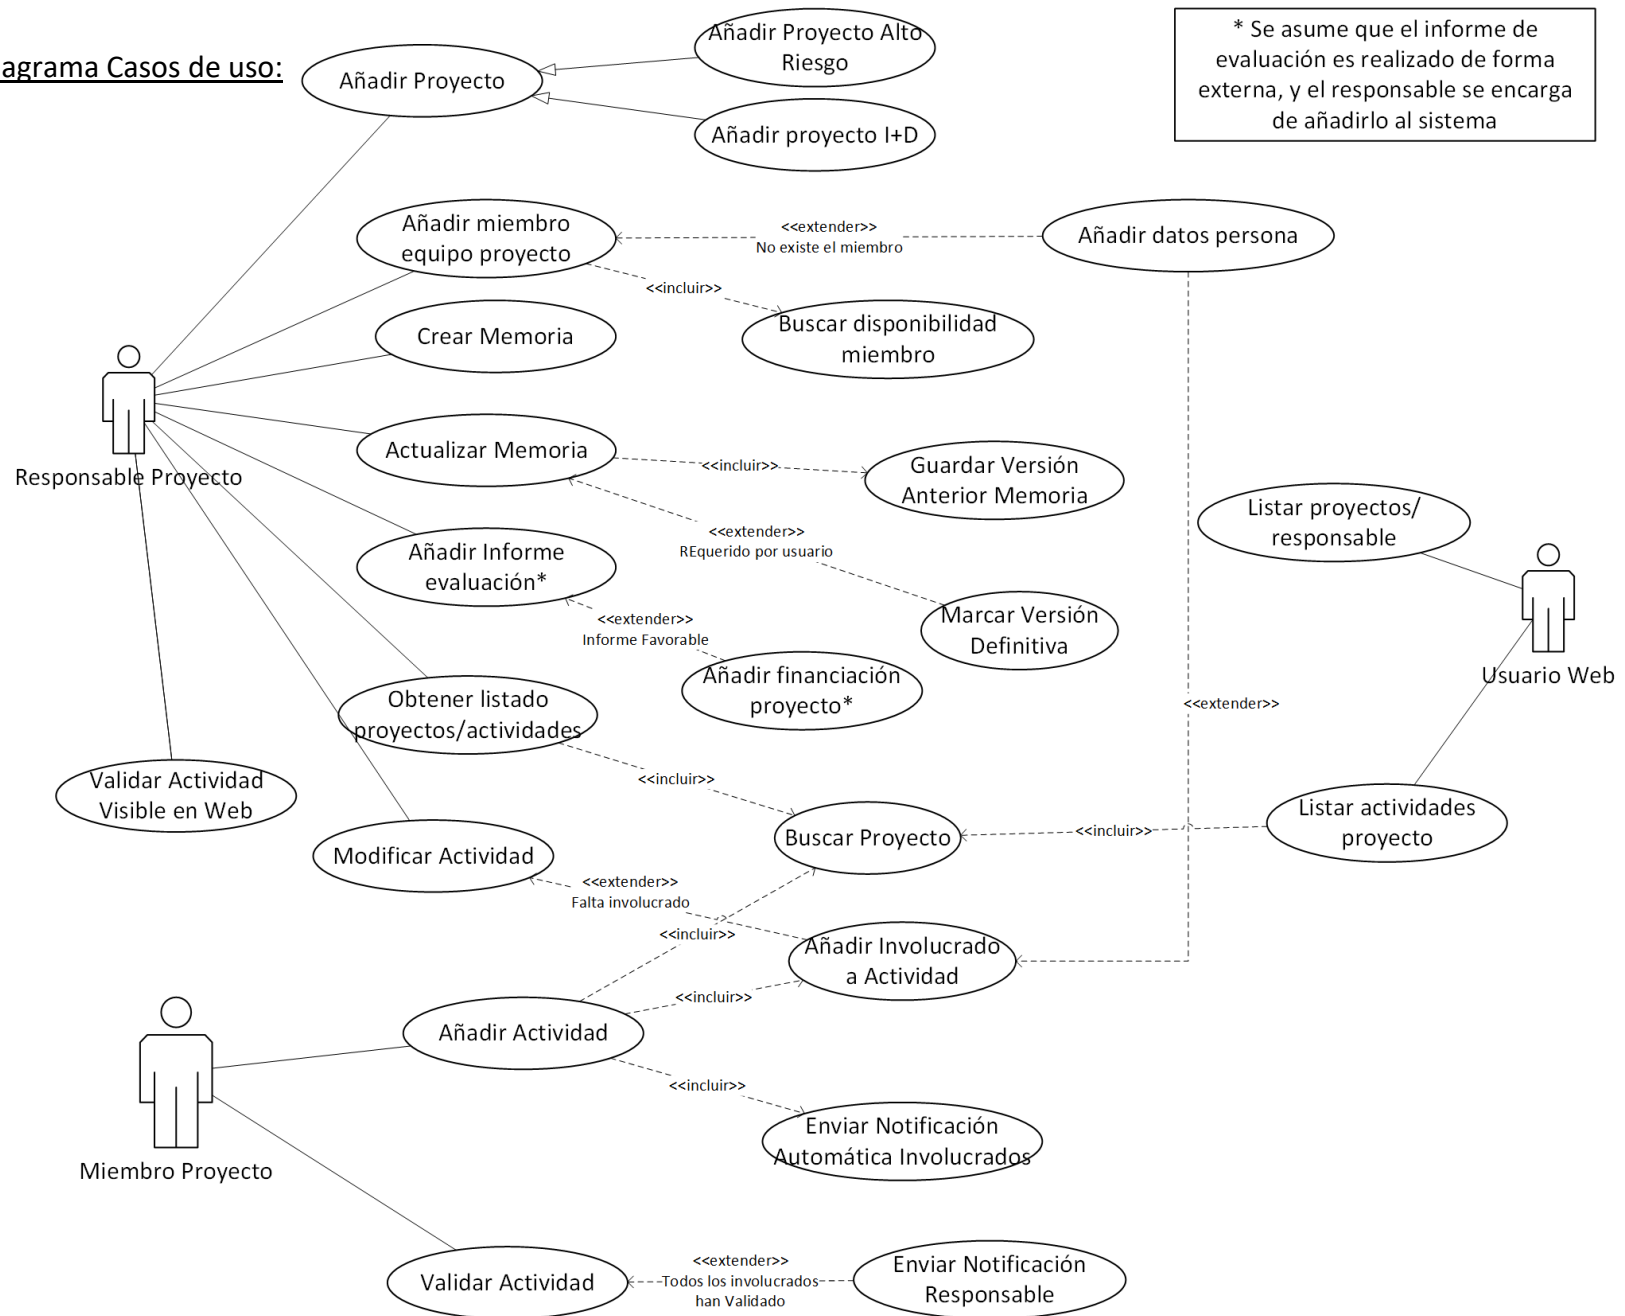 agrama Casos de uso:
Añadir Proyecto
Añadir Proyecto Alto
Riesgo
Añadir proyecto I+D
* Se asume que el informe de
evaluación es realizado de forma
externa, y el responsable se encarga
de añadirlo al sistema
Añadir miembro
equipo proyecto
<<extender>>
No existe el miembro
Añadir datos persona
<<incluir>>
Buscar disponibilidad
miembro
Crear Memoria
Responsable Proyecto
Actualizar Memoria
<<incluir>>
Guardar Versión
Anterior Memoria
<<extender>>
REquerido por usuario
Marcar Versión
Definitiva
Listar proyectos/
responsable
Usuario Web
Añadir Informe
evaluación*
<<extender>>
Informe Favorable
Añadir financiación
proyecto*
Obtener listado
proyectos/actividades
<<extender>>
<<incluir>>
Validar Actividad
Visible en Web
Buscar Proyecto
<<incluir>>
Listar actividades
proyecto
Modificar Actividad
<<extender>>
Falta involucrado
<<incluir>>
Añadir Involucrado
a Actividad
<<incluir>>
Añadir Actividad
<<incluir>>
Enviar Notificación
Automática Involucrados
Miembro Proyecto
Validar Actividad
<<extender>>
Todos los involucrados
han Validado
Enviar Notificación
Responsable